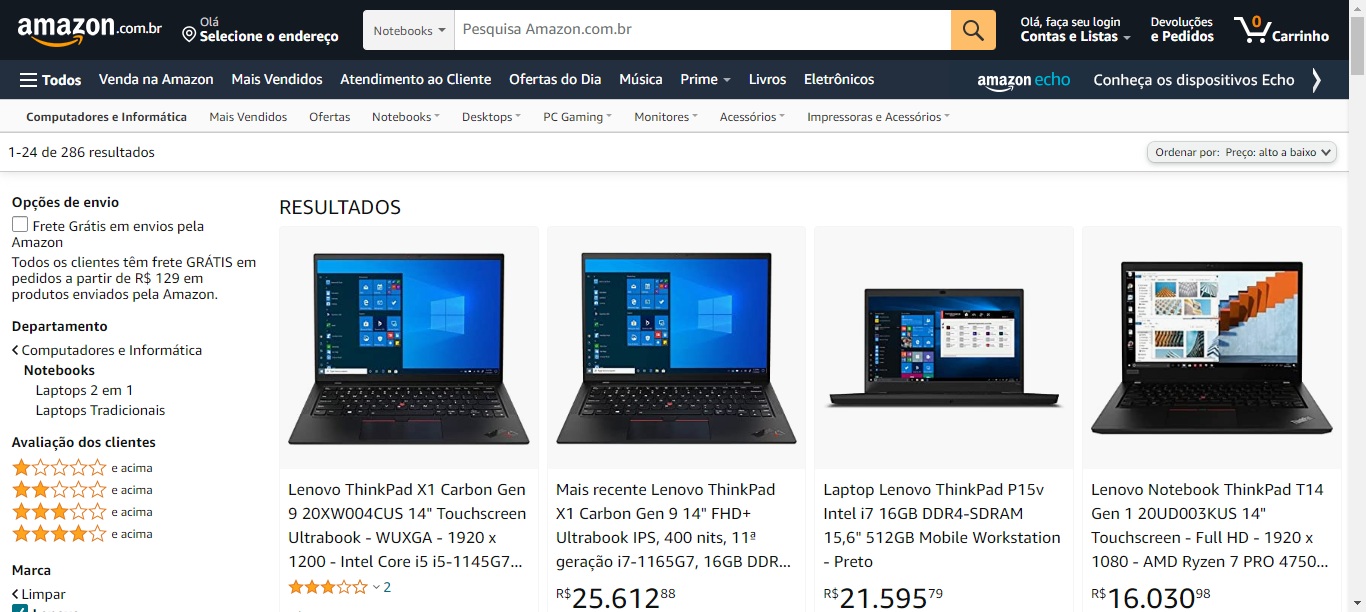 amazon.com.br
Olá
Selecione o endereço
Notebooks
Pesquisa Amazon.com.br
Olá, faça seu login
Contas e Listas
Devoluções
e Pedidos
0
Carrinho
Todos
Venda na Amazon
Mais Vendidos
Atendimento ao Cliente
Ofertas do Dia
Música
Prime
Livros
Eletrônicos
amazon echo
Conheça os dispositivos Echo
Computadores e Informática
Mais Vendidos
Ofertas
Notebooks
Desktops
PC Gaming
Monitores
Acessórios
Impressoras e Acessórios
1-24 de 286 resultados
Ordenar por: Preço: alto a baixo
Opções de envio
Frete Grátis em envios pela
Amazon
Todos os clientes têm frete GRÁTIS em
pedidos a partir de R$ 129 em
produtos enviados pela Amazon.
Departamento
Computadores e Informática
Notebooks
Laptops 2 em 1
Laptops Tradicionais
Avaliação dos clientes
e acima
e acima
e acima
e acima
Marca
Limpar
RESULTADOS
Lenovo ThinkPad X1 Carbon Gen
9 20XW004CUS 14" Touchscreen
Ultrabook - WUXGA - 1920 x
1200 - Intel Core i5 i5-1145G7...
2
Mais recente Lenovo ThinkPad
X1 Carbon Gen 9 14" FHD+
Ultrabook IPS, 400 nits, 11ª
geração i7-1165G7, 16GB DDR...
R$25.61288
Laptop Lenovo ThinkPad P15v
Intel i7 16GB DDR4-SDRAM
15,6" 512GB Mobile Workstation
- Preto
R$21.59579
Lenovo Notebook ThinkPad T14
Gen 1 20UD003KUS 14"
Touchscreen - Full HD - 1920 x
1080 - AMD Ryzen 7 PRO 4750...
R$16.03098